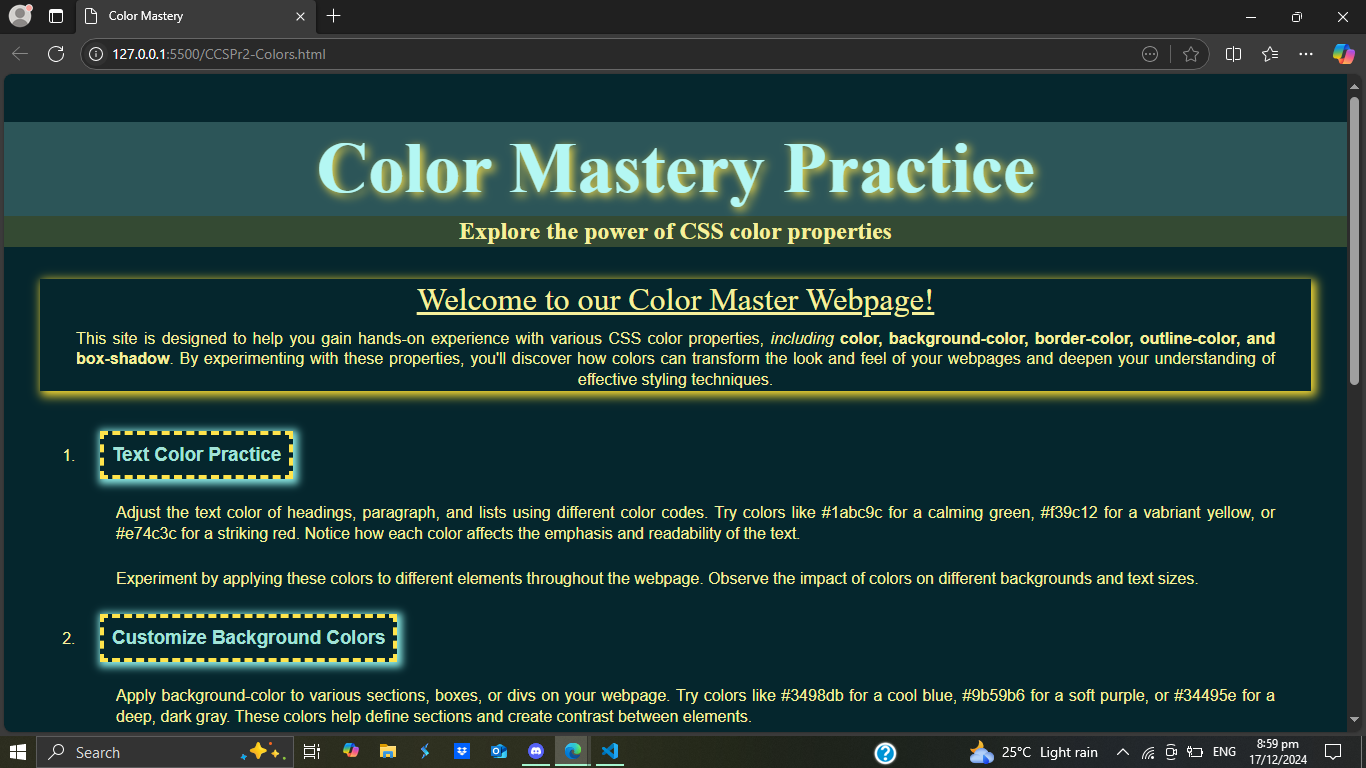 Color Mastery
127.0.0.1:5500/CCSPr2-Colors.html
Color Mastery Practice
Explore the power of CSS color properties
Welcome to our Color Master Webpage!
This site is designed to help you gain hands-on experience with various CSS color properties, including color, background-color, border-color, outline-color, and
box-shadow. By experimenting with these properties, you'll discover how colors can transform the look and feel of your webpages and deepen your understanding of
effective styling techniques.
1. Text Color Practice
Adjust the text color of headings, paragraph, and lists using different color codes. Try colors like #1abc9c for a calming green, #f39c12 for a vabriant yellow, or
#e74c3c for a striking red. Notice how each color affects the emphasis and readability of the text.
Experiment by applying these colors to different elements throughout the webpage. Observe the impact of colors on different backgrounds and text sizes.
2. Customize Background Colors
Apply background-color to various sections, boxes, or divs on your webpage. Try colors like #3498db for a cool blue, #9b59b6 for a soft purple, or #34495e for a
deep, dark gray. These colors help define sections and create contrast between elements.
Search
25°C Light rain
ENG
8:59 pm
17/12/2024